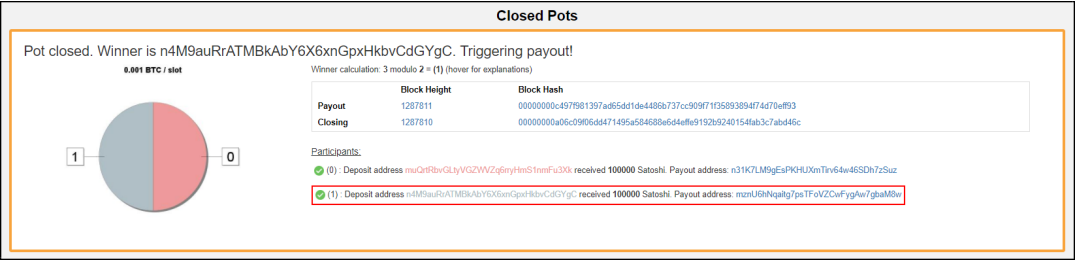 Closed Pots
Pot closed. Winner is n4M9auRrATMBkAbY6X6xnGpxHkbvCdGYgC. Triggering payout!
0.001 BTC / slot
1
0
Winner calculation: 3 modulo 2 = (1) (hover for explanations)
Block Height Block Hash
Payout 1287811 00000000c497f981397ad65dd1de4486b737cc909f71f35893894f74d70eff93
Closing 1287810 00000000a06c09f06dd471495a584688e6d4effe9192b9240154fab3c7abd46c
Participants:
(0) : Deposit address muQrtRbvGLtyVGZWVZq6nyHmS1nmFu3Xk received 100000 Satoshi. Payout address: n31K7LM9gEsPKHUXmTirv64w46SDh7zSuz
(1) : Deposit address n4M9auRrATMBkAbY6X6xnGpxHkbvCdGYgC received 100000 Satoshi. Payout address: mznU6hNqaitg7psTFoVZCwFygAw7gbaM8w